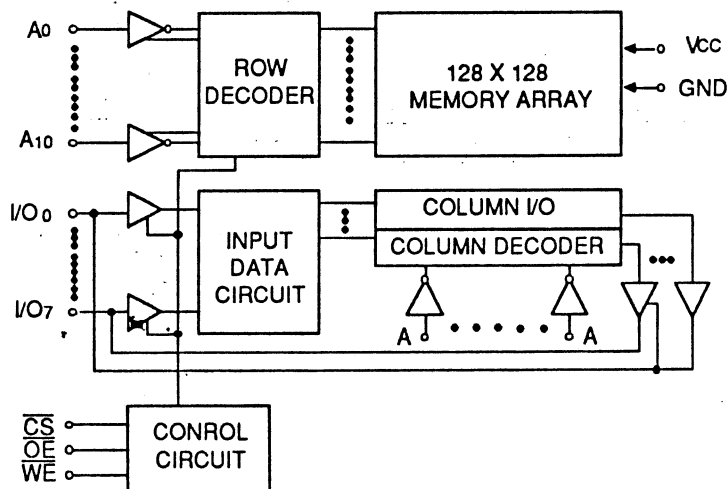 A0
ROW
DECODER
128 X 128
MEMORY ARRAY
VCC
GND
A10
I/O0
INPUT
DATA
CIRCUIT
COLUMN I/O
COLUMN DECODER
I/O7
A
A
CS
OE
WE
CONROL
CIRCUIT